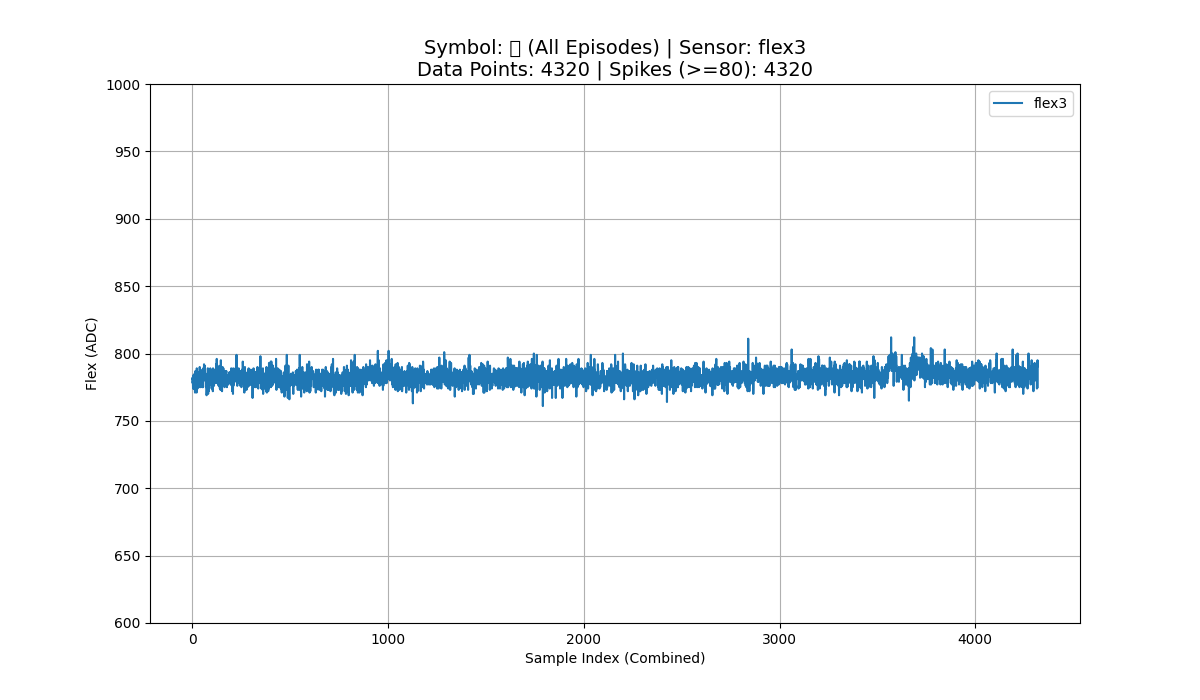 Symbol: (All Episodes) | Sensor: flex3
Data Points: 4320 | Spikes (>=80): 4320
flex3
1000
950
900
850
800
750
700
650
600
Flex (ADC)
0 1000 2000 3000 4000
Sample Index (Combined)